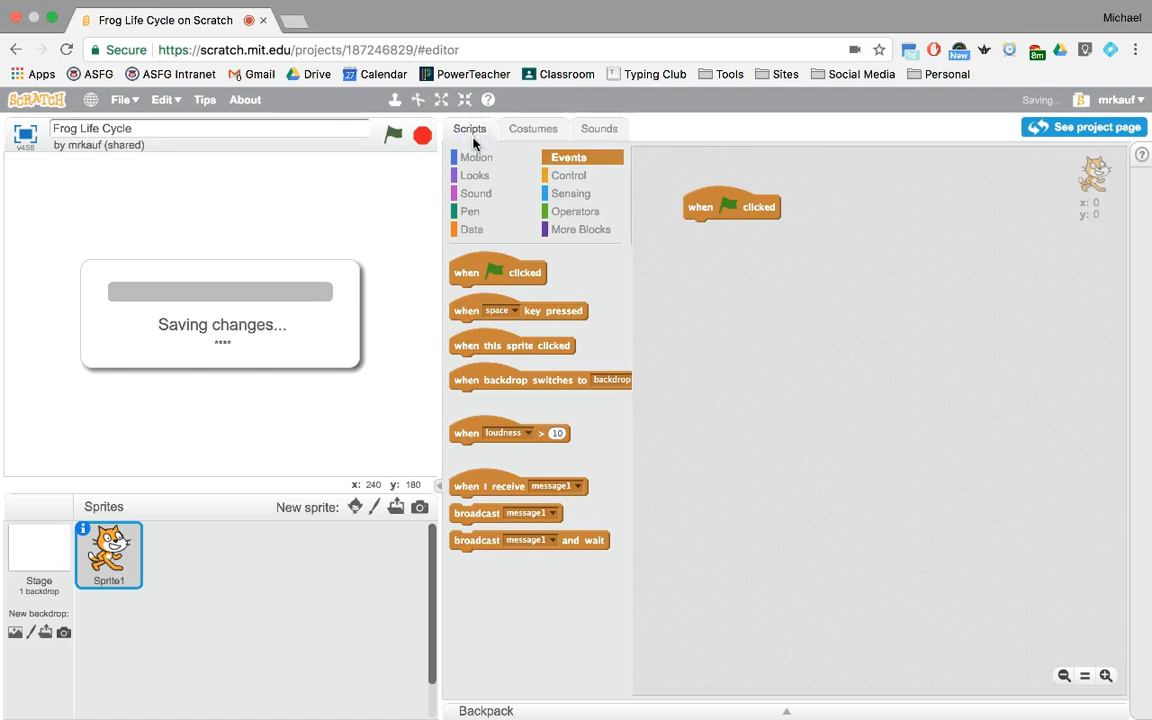 Frog Life Cycle on Scratch
Michael
Secure https://scratch.mit.edu/projects/187246829/#editor
New
8m
Apps ASFG ASFG Intranet Gmail Drive 27 Calendar PowerTeacher Classroom Typing Club Tools Sites Social Media Personal
SCRATCH File Edit Tips About Saving... mrkauf
Frog Life Cycle
by mrkauf (shared)
v458
Scripts Costumes Sounds
See project page
Motion Events
Looks Control
Sound Sensing
Pen Operators
Data More Blocks
when clicked
x: 0
y: 0
when clicked
when space key pressed
when this sprite clicked
when backdrop switches to backdrop
when loudness > 10
when I receive message1
broadcast message1
broadcast message1 and wait
Saving changes...
****
x: 240 y: 180
Sprites New sprite:
Sprite1
Stage
1 backdrop
New backdrop:
Backpack